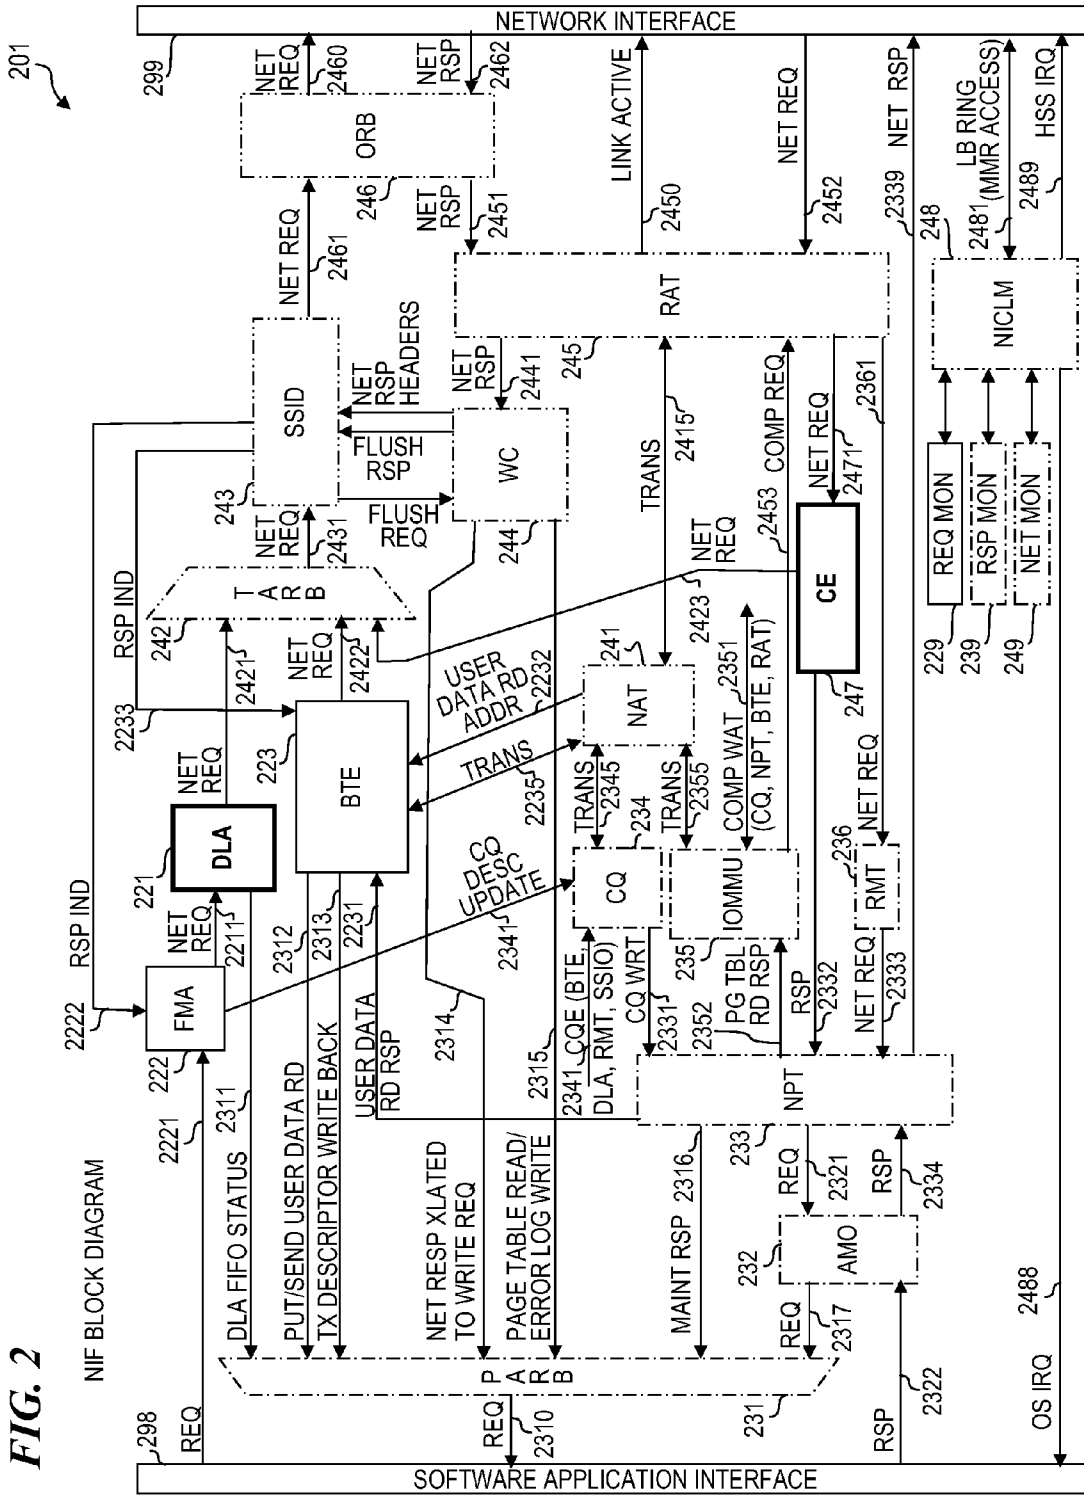 FIG. 2
NIF BLOCK DIAGRAM
201
298
SOFTWARE APPLICATION INTERFACE
299
NETWORK INTERFACE
REQ
2221
RSP IND
2222
FMA
222
NET
REQ
2211
DLA
221
NET
REQ
2421
DLA FIFO STATUS
2311
RSP IND
2233
223
BTE
NET
REQ
2422
T
A
R
B
242
NET
REQ
2431
243
SSID
NET REQ
2461
246
ORB
NET
REQ
2460
NET
RSP
2462
NET
RSP
2451
PUT/SEND USER DATA RD
2312
TX DESCRIPTOR WRITE BACK
2313
USER DATA
RD RSP
2231
FLUSH
REQ
FLUSH
RSP
NET
RSP
HEADERS
WC
244
NET
RSP
2441
RAT
245
LINK ACTIVE
2450
NET REQ
2452
NET RESP XLATED
TO WRITE REQ
2314
PAGE TABLE READ/
ERROR LOG WRITE
2315
CQ
DESC
UPDATE
2341
TRANS
2235
USER
DATA RD
ADDR
2232
NAT
241
TRANS
2415
NET
REQ
2423
TRANS
2345
TRANS
2355
CQ
234
2341
CQE (BTE,
DLA, RMT, SSIO)
CQ WRT
2331
IOMMU
235
COMP WAT
2351
(CQ, NPT, BTE, RAT)
COMP REQ
2453
PG TBL
RD RSP
2352
CE
247
NET REQ
2471
RSP
2332
NET REQ
2361
RMT
236
NET REQ
2333
NET RSP
2339
NPT
233
MAINT RSP
2316
REQ
2321
RSP
2334
AMO
232
REQ
2317
P
A
R
B
231
REQ
2310
RSP
2322
NICLM
248
LB RING
(MMR ACCESS)
2481
HSS IRQ
2489
REQ MON
229
RSP MON
239
NET MON
249
OS IRQ
2488